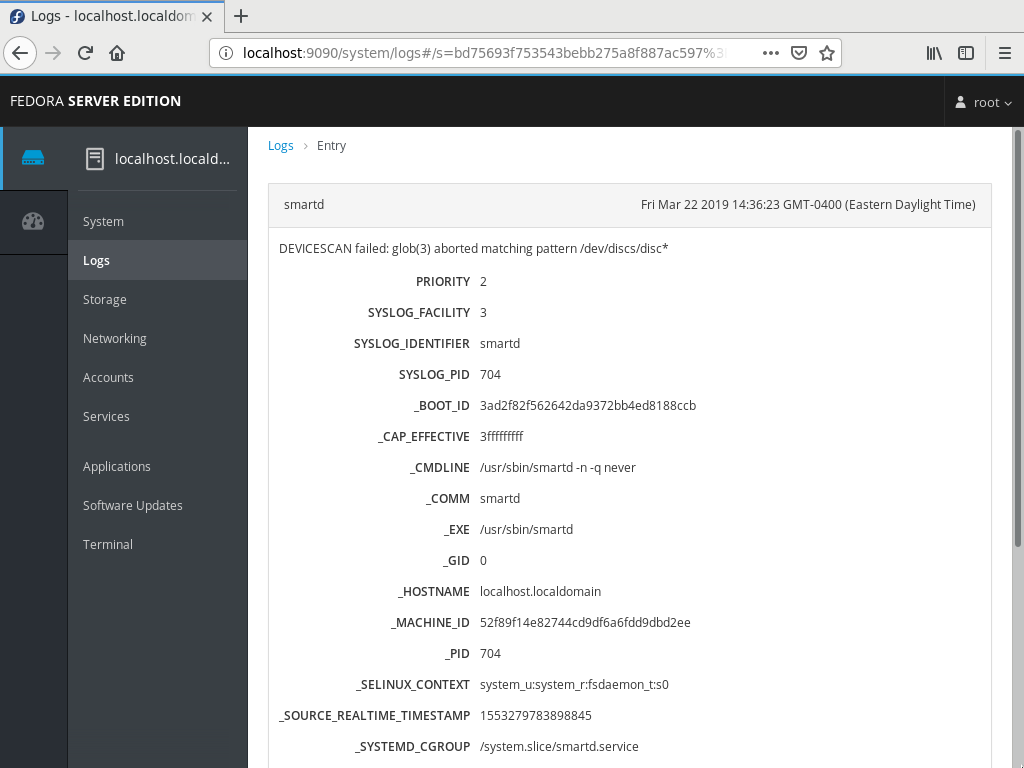 Logs - localhost.localdom
localhost:9090/system/logs#/s=bd75693f753543bebb275a8f887ac597%3
FEDORA SERVER EDITION
root
localhost.locald...
System
Logs
Storage
Networking
Accounts
Services
Applications
Software Updates
Terminal
Logs > Entry
smartd Fri Mar 22 2019 14:36:23 GMT-0400 (Eastern Daylight Time)
DEVICESCAN failed: glob(3) aborted matching pattern /dev/discs/disc*
PRIORITY 2
SYSLOG_FACILITY 3
SYSLOG_IDENTIFIER smartd
SYSLOG_PID 704
_BOOT_ID 3ad2f82f562642da9372bb4ed8188ccb
_CAP_EFFECTIVE 3fffffffff
_CMDLINE /usr/sbin/smartd -n -q never
_COMM smartd
_EXE /usr/sbin/smartd
_GID 0
_HOSTNAME localhost.localdomain
_MACHINE_ID 52f89f14e82744cd9df6a6fdd9dbd2ee
_PID 704
_SELINUX_CONTEXT system_u:system_r:fsdaemon_t:s0
_SOURCE_REALTIME_TIMESTAMP 1553279783898845
_SYSTEMD_CGROUP /system.slice/smartd.service